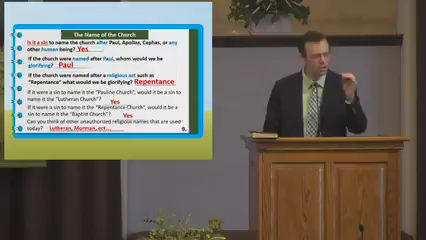 The Name of the Church
Is it a sin to name the church after Paul, Apollos, Cephas, or any
other human being? Yes
If the church were named after Paul, whom would we be
glorifying? Paul
If the church were named after a religious act such as
"Repentance" what would we be glorifying? Repentance
If it were a sin to name it the "Pauline Church", would it be a sin to
name it the "Lutheran Church"? Yes
If it were a sin to name it the "Repentance Church", would it be a
sin to name it the "Baptist Church"? Yes
Can you think of other unauthorized religious names that are used
today? Lutheran, Morman, ect...
9.